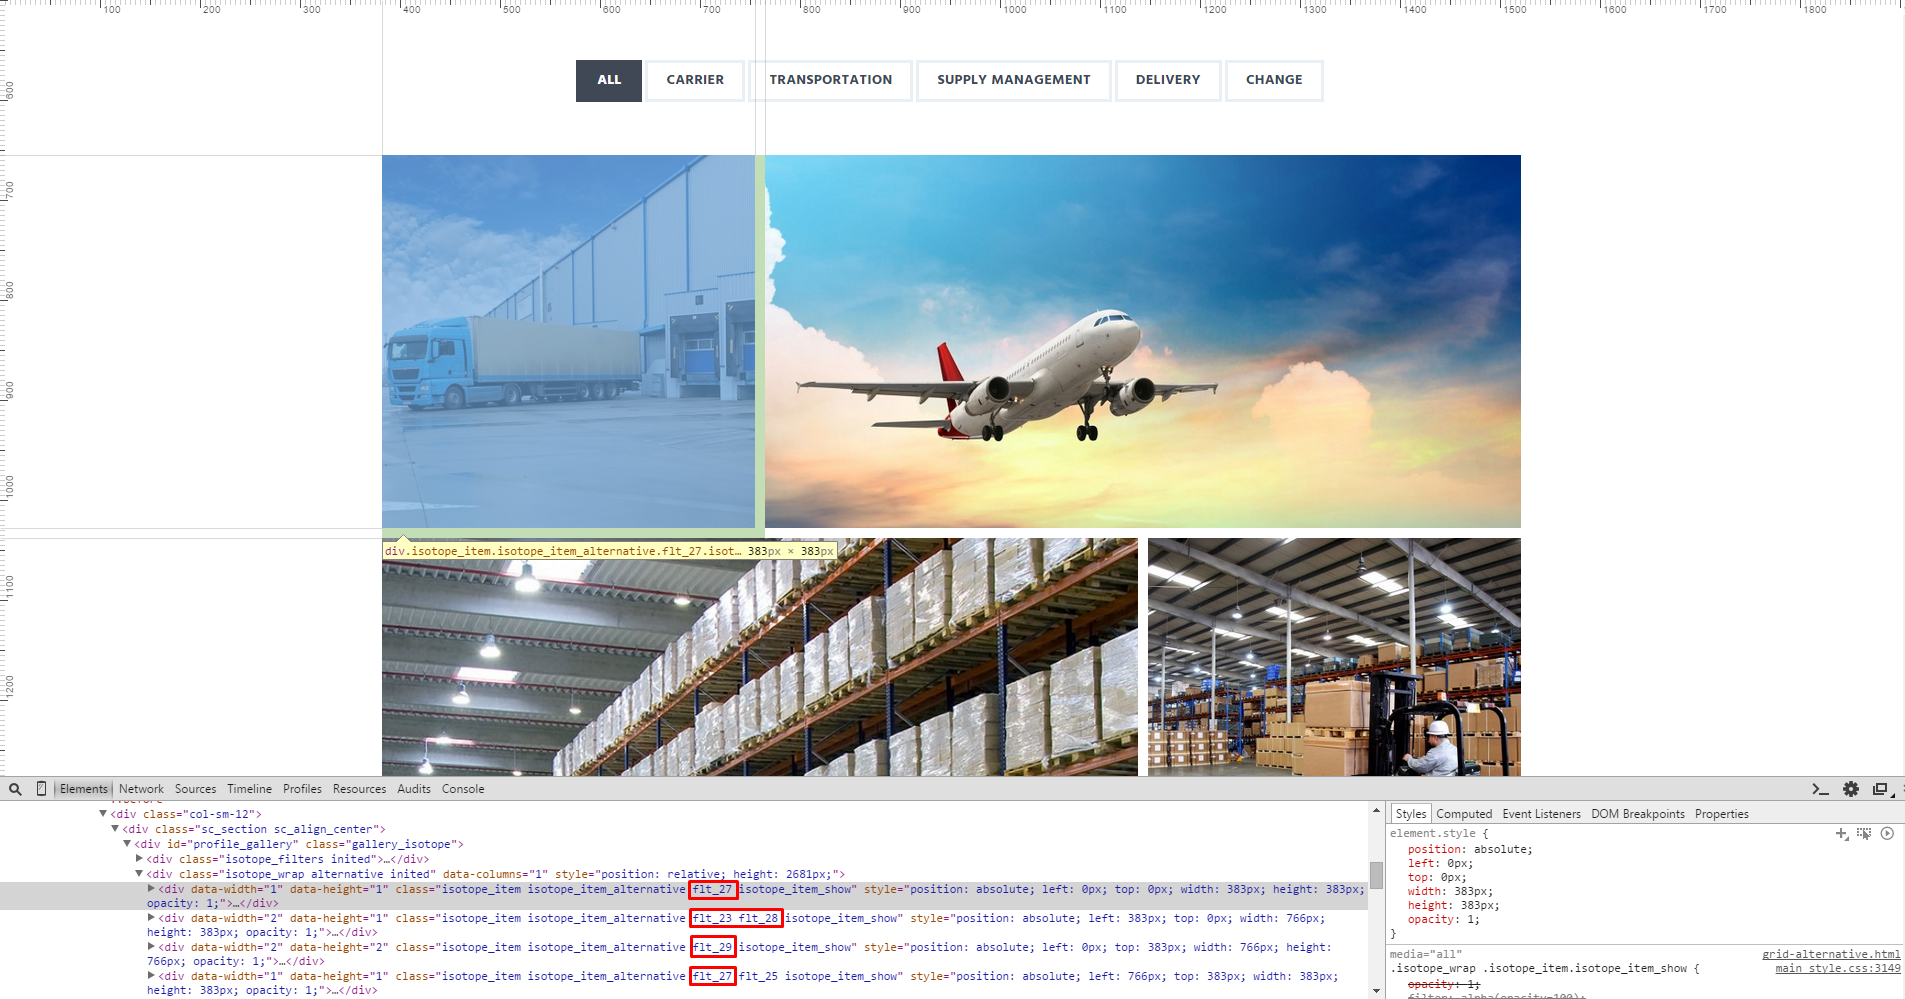 100 200 300 400 500 600 700 800 900 1000 1100 1200 1300 1400 1500 1600 1700 1800
600
700
800
900
1000
1100
1200
ALL CARRIER TRANSPORTATION SUPPLY MANAGEMENT DELIVERY CHANGE
div.isotope_item.isotope_item_alternative.flt_27.isot… 383px × 383px
Elements Network Sources Timeline Profiles Resources Audits Console
::before
▼<div class="col-sm-12">
▼<div class="sc_section sc_align_center">
▼<div id="profile_gallery" class="gallery_isotope">
▶<div class="isotope_filters inited">…</div>
▼<div class="isotope_wrap alternative inited" data-columns="1" style="position: relative; height: 2681px;">
▶<div data-width="1" data-height="1" class="isotope_item isotope_item_alternative flt_27 isotope_item_show" style="position: absolute; left: 0px; top: 0px; width: 383px; height: 383px;
opacity: 1;">…</div>
▶<div data-width="2" data-height="1" class="isotope_item isotope_item_alternative flt_23 flt_28 isotope_item_show" style="position: absolute; left: 383px; top: 0px; width: 766px;
height: 383px; opacity: 1;">…</div>
▶<div data-width="2" data-height="2" class="isotope_item isotope_item_alternative flt_29 isotope_item_show" style="position: absolute; left: 0px; top: 383px; width: 766px; height:
766px; opacity: 1;">…</div>
▶<div data-width="1" data-height="1" class="isotope_item isotope_item_alternative flt_27 flt_25 isotope_item_show" style="position: absolute; left: 766px; top: 383px; width: 383px;
height: 383px; opacity: 1;">…</div>
Styles Computed Event Listeners DOM Breakpoints Properties
element.style {
position: absolute;
left: 0px;
top: 0px;
width: 383px;
height: 383px;
opacity: 1;
}
media="all" grid-alternative.html
.isotope_wrap .isotope_item.isotope_item_show { main style.css:3149
opacity: 1;
filter: alpha(opacity=100);